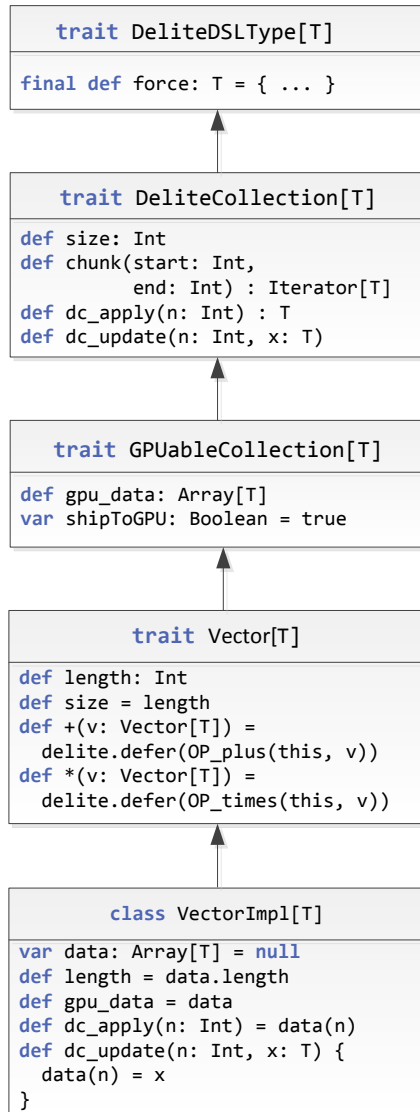 trait DeliteDSLType[T]
final def force: T = { ... }
trait DeliteCollection[T]
def size: Int
def chunk(start: Int,
end: Int) : Iterator[T]
def dc_apply(n: Int) : T
def dc_update(n: Int, x: T)
trait GPUableCollection[T]
def gpu_data: Array[T]
var shipToGPU: Boolean = true
trait Vector[T]
def length: Int
def size = length
def +(v: Vector[T]) =
delite.defer(OP_plus(this, v))
def *(v: Vector[T]) =
delite.defer(OP_times(this, v))
class VectorImpl[T]
var data: Array[T] = null
def length = data.length
def gpu_data = data
def dc_apply(n: Int) = data(n)
def dc_update(n: Int, x: T) {
data(n) = x
}